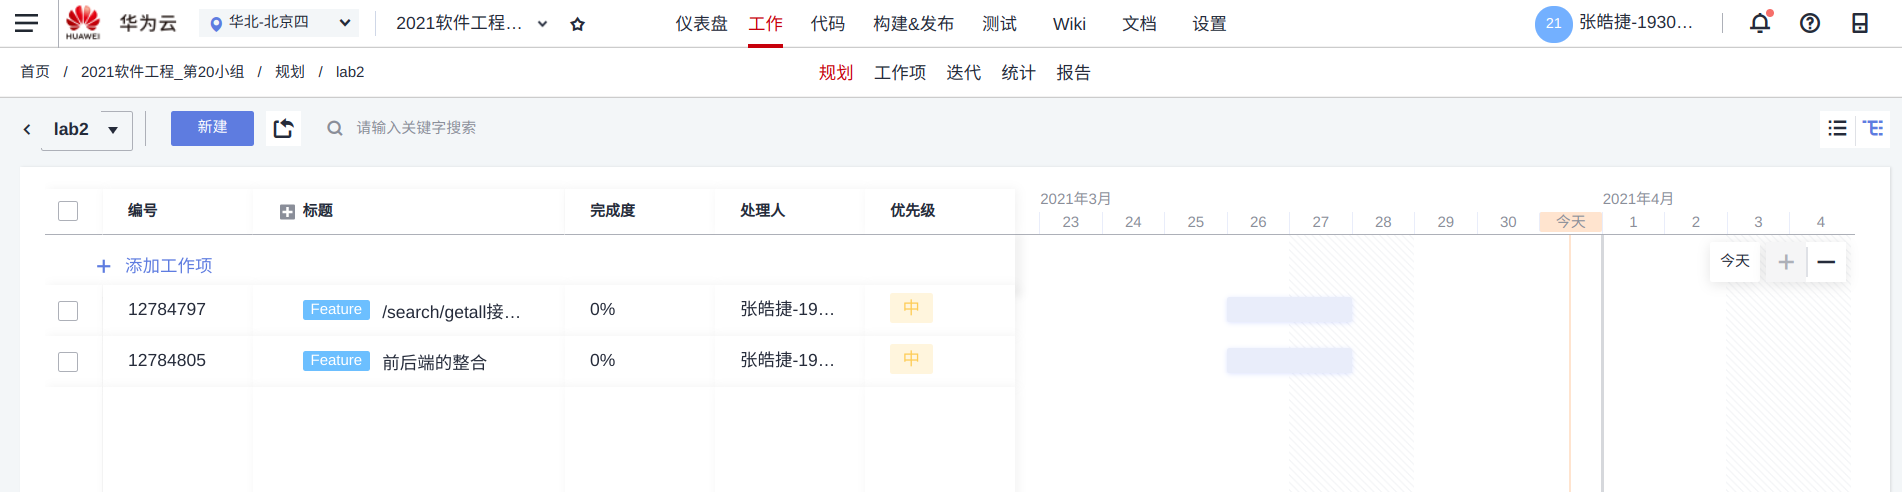 HUAWEI 华为云 华北-北京四 2021软件工程... 仪表盘 工作 代码 构建&发布 测试 Wiki 文档 设置 21 张皓捷-1930...
首页 / 2021软件工程_第20小组 / 规划 / lab2 规划 工作项 迭代 统计 报告
lab2 新建 请输入关键字搜索
2021年3月 2021年4月
编号 标题 完成度 处理人 优先级 23 24 25 26 27 28 29 30 今天 1 2 3 4
添加工作项 今天
12784797 Feature /search/getall接... 0% 张皓捷-19... 中
12784805 Feature 前后端的整合 0% 张皓捷-19... 中